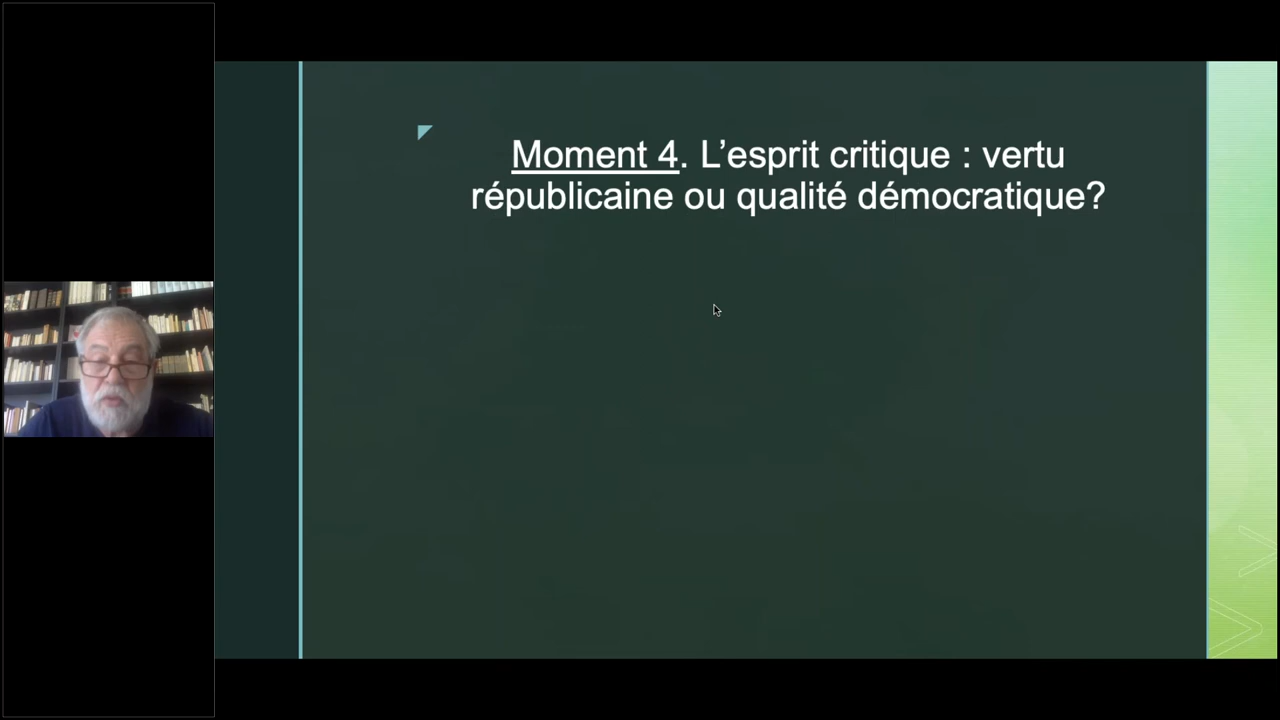 Moment 4. L’esprit critique : vertu
républicaine ou qualité démocratique?